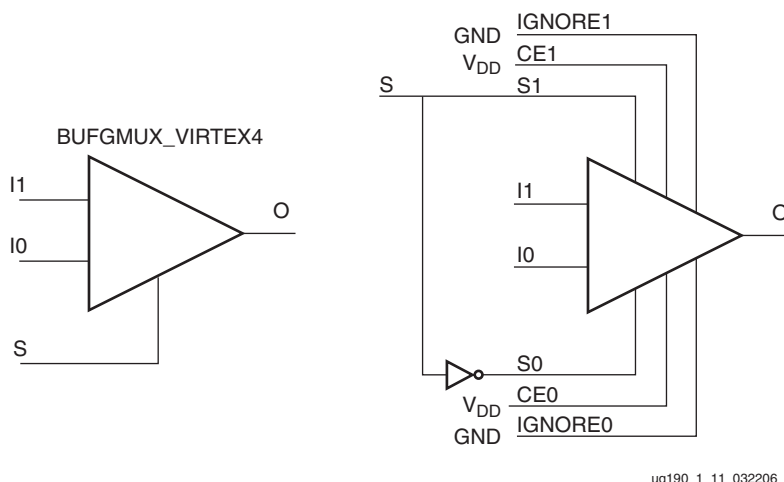 BUFGMUX_VIRTEX4
I1
I0
S
O
GND IGNORE1
VDD CE1
S S1
I1
I0
O
S0
VDD CE0
GND IGNORE0
ug190_1_11_032206